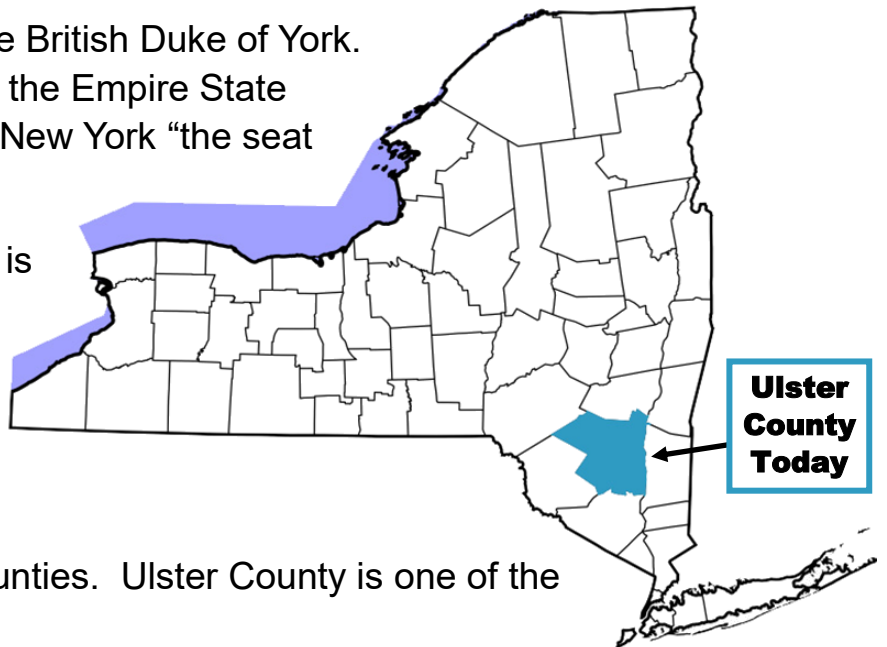 e British Duke of York.
the Empire State
New York “the seat
is
Ulster
County
Today
unties.  Ulster County is one of the